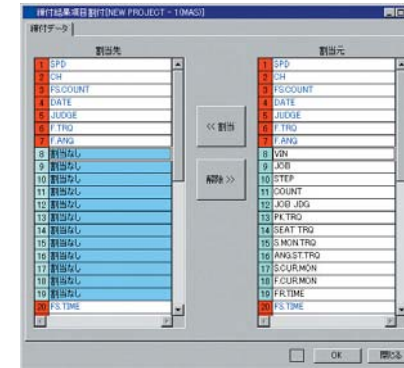 締付結果項目割付[NEW PROJECT - 10MAS)]
締付データ
割当先
1 SPD
2 CH
3 FS.COUNT
4 DATE
5 JUDGE
6 F.TRQ
7 F.ANG
8 割当なし
9 割当なし
10 割当なし
11 割当なし
12 割当なし
13 割当なし
14 割当なし
15 割当なし
16 割当なし
17 割当なし
18 割当なし
19 割当なし
20 FS.TIME
<< 割当
解除 >>
割当元
1 SPD
2 CH
3 FS.COUNT
4 DATE
5 JUDGE
6 F.TRQ
7 F.ANG
8 VIN
9 JOB
10 STEP
11 COUNT
12 JOB JDG
13 PK.TRQ
14 SEAT TRQ
15 S.MON.TRQ
16 ANG.ST.TRQ
17 S.CUR.MON
18 F.CUR.MON
19 FR.TIME
20 FS.TIME
OK
閉じる